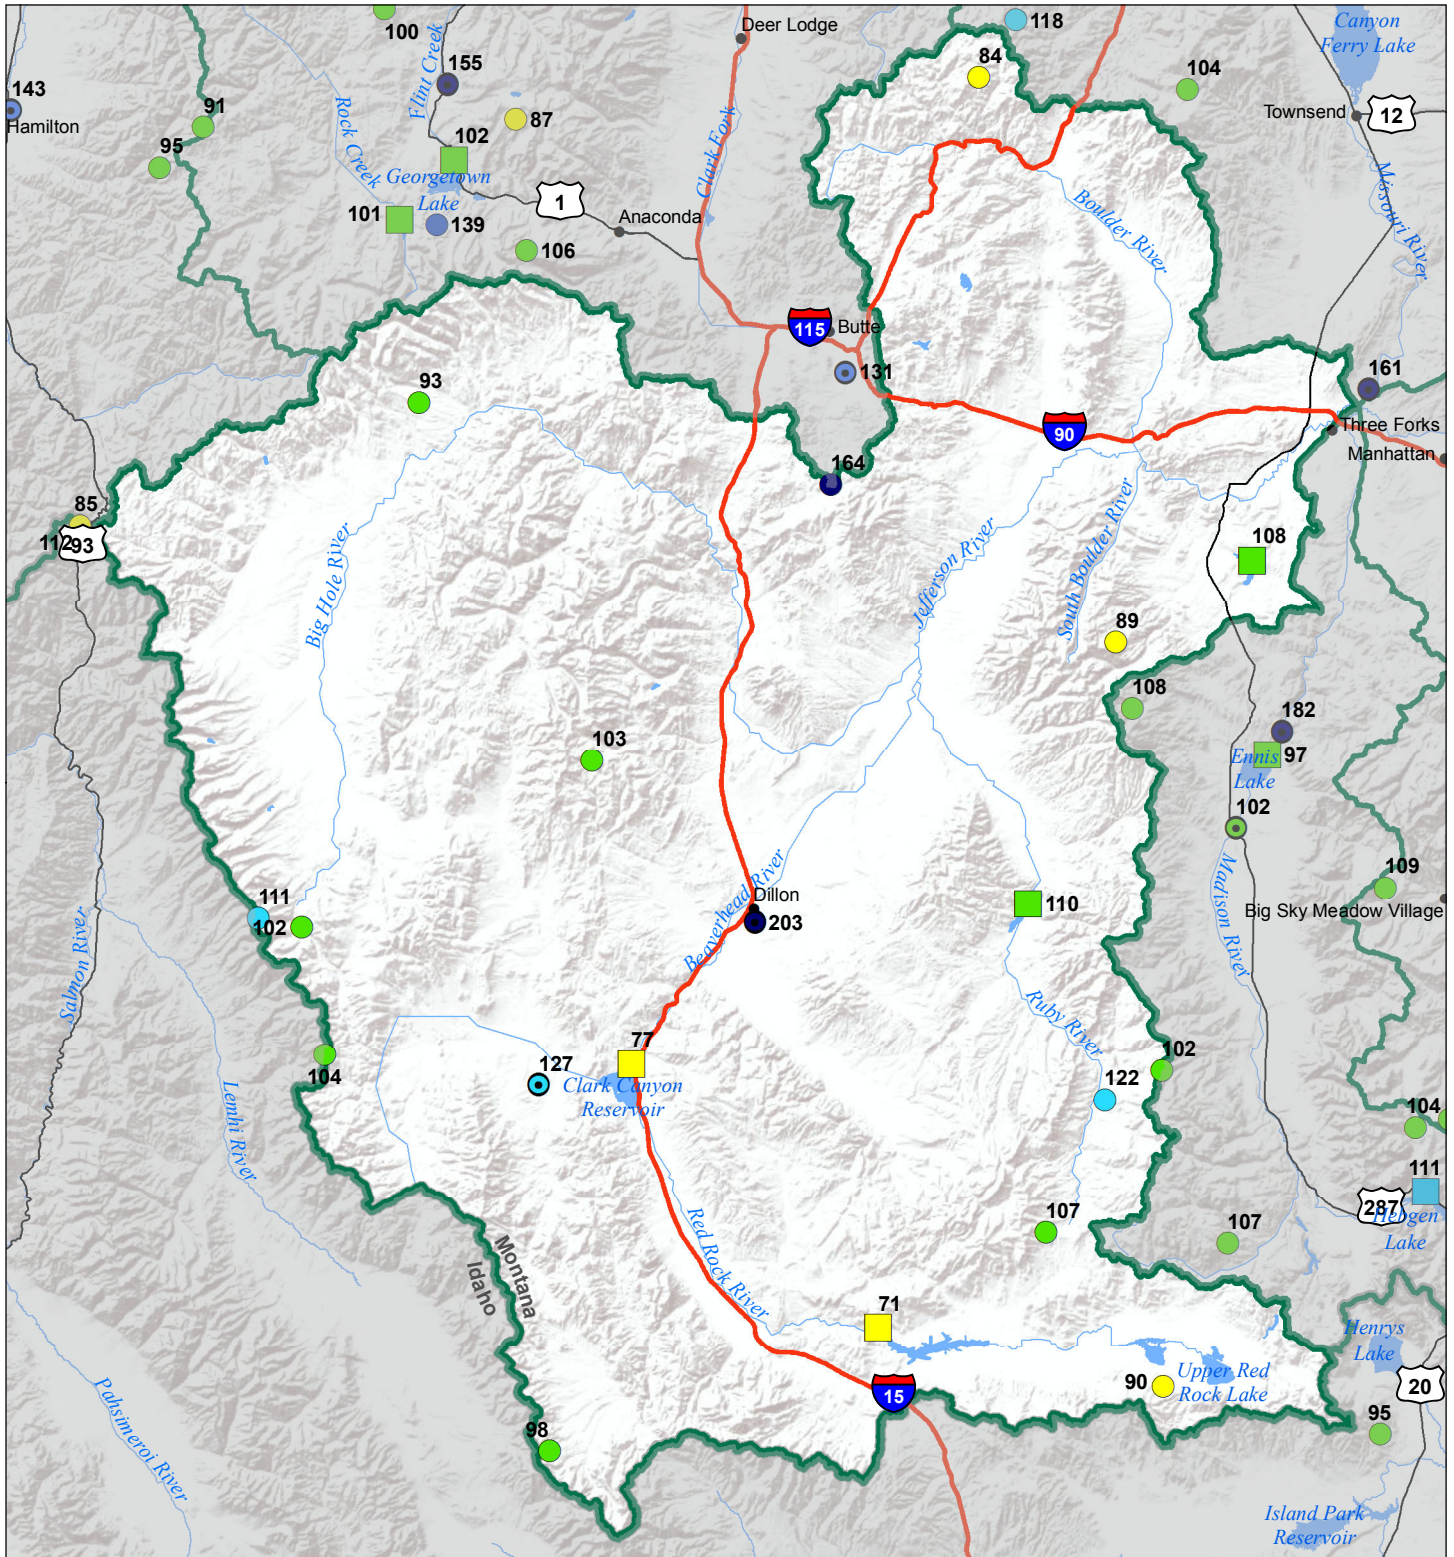 100
Deer Lodge
118
Canyon
Ferry Lake
84
104
155
143
Hamilton
91
95
Flint Creek
Rock Creek
87
102
Georgetown
Lake
101
139
1
106
Anaconda
Clark Fork
Townsend
12
Missouri River
Boulder River
115
Butte
131
161
93
90
Three Forks
Manhattan
164
85
112
93
Big Hole River
Jefferson River
South Boulder River
108
89
108
182
Ennis
Lake
97
102
103
109
Big Sky Meadow Village
Madison River
Dillon
203
Beaverhead River
110
111
102
Salmon River
Ruby River
77
127
Clark Canyon
Reservoir
104
102
122
104
111
287
Hebgen
Lake
Lemhi River
107
107
Montana
Idaho
Red Rock River
71
Henrys
Lake
90
Upper Red
Rock Lake
15
20
95
Pahsimeroi River
98
Island Park
Reservoir